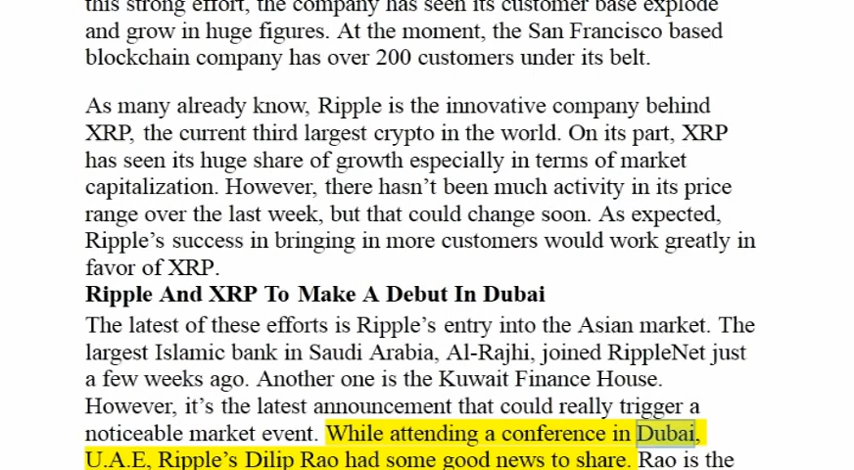 this strong effort, the company has seen its customer base explode
and grow in huge figures. At the moment, the San Francisco based
blockchain company has over 200 customers under its belt.
As many already know, Ripple is the innovative company behind
XRP, the current third largest crypto in the world. On its part, XRP
has seen its huge share of growth especially in terms of market
capitalization. However, there hasn’t been much activity in its price
range over the last week, but that could change soon. As expected,
Ripple’s success in bringing in more customers would work greatly in
favor of XRP.
Ripple And XRP To Make A Debut In Dubai
The latest of these efforts is Ripple’s entry into the Asian market. The
largest Islamic bank in Saudi Arabia, Al-Rajhi, joined RippleNet just
a few weeks ago. Another one is the Kuwait Finance House.
However, it’s the latest announcement that could really trigger a
noticeable market event. While attending a conference in Dubai,
U.A.E, Ripple’s Dilip Rao had some good news to share. Rao is the